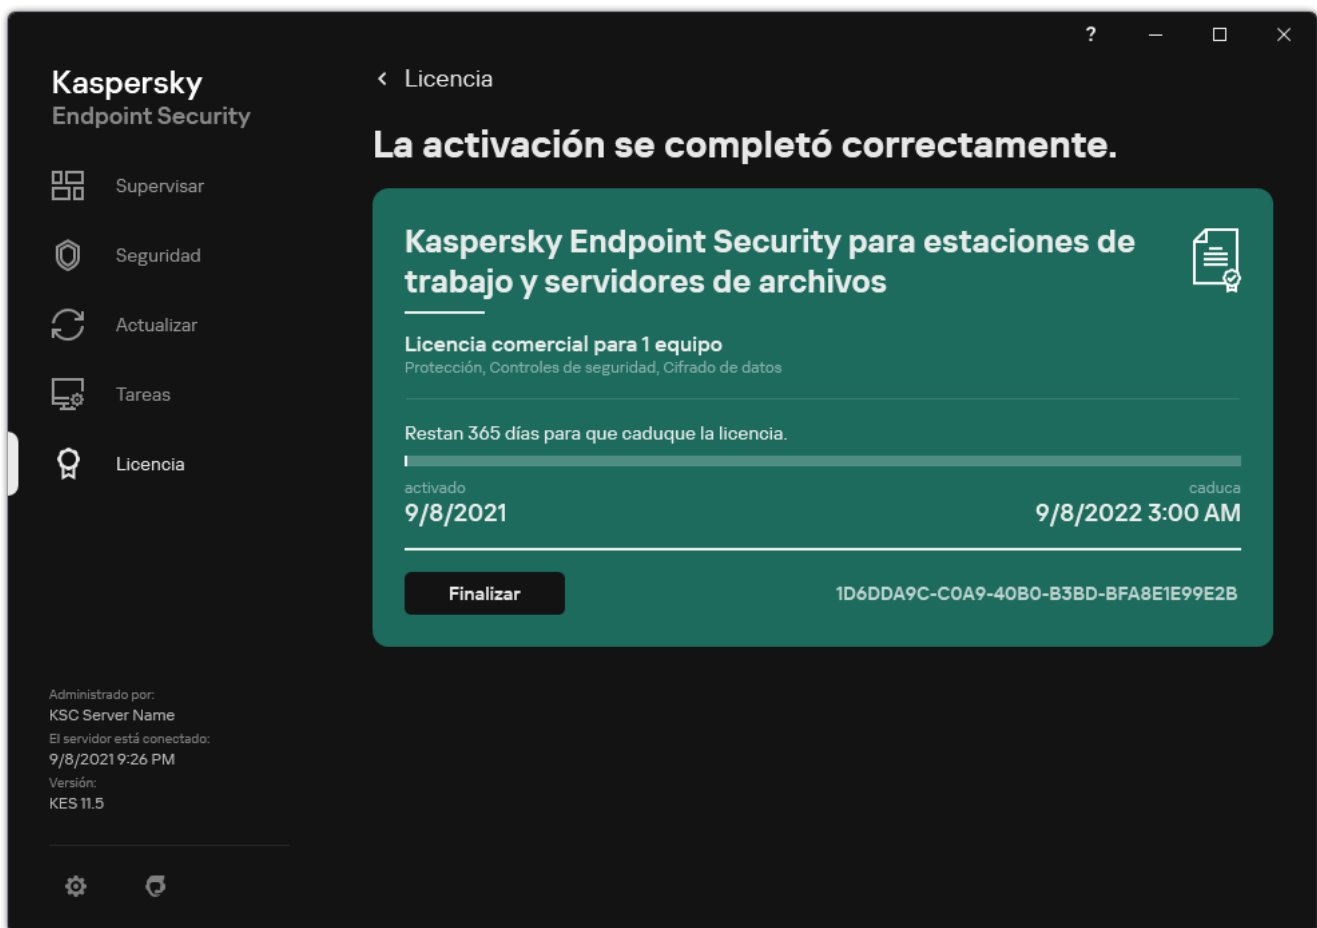 ?
Kaspersky
Endpoint Security
Supervisar
Seguridad
Actualizar
Tareas
Licencia
Administrado por:
KSC Server Name
El servidor está conectado:
9/8/2021 9:26 PM
Versión:
KES 11.5
Licencia
La activación se completó correctamente.
Kaspersky Endpoint Security para estaciones de
trabajo y servidores de archivos
Licencia comercial para 1 equipo
Protección, Controles de seguridad, Cifrado de datos
Restan 365 días para que caduque la licencia.
activado caduca
9/8/2021 9/8/2022 3:00 AM
Finalizar 1D6DDA9C-C0A9-40B0-B3BD-BFA8E1E99E2B